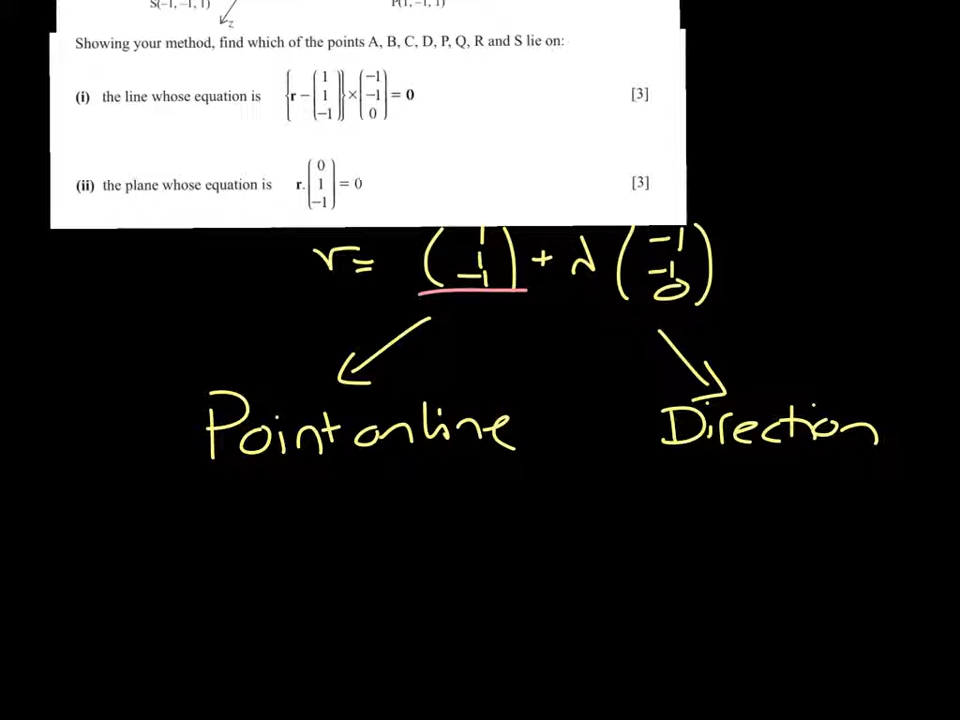 S(−1, −1, 1) z P(1, −1, 1)
Showing your method, find which of the points A, B, C, D, P, Q, R and S lie on:
(i) the line whose equation is {r − (1 1 −1)} × (−1 −1 0) = 0 [3]
(ii) the plane whose equation is r. (0 1 −1) = 0 [3]
r = (1 1 −1) + λ (−1 −1 0)
Point on line Direction